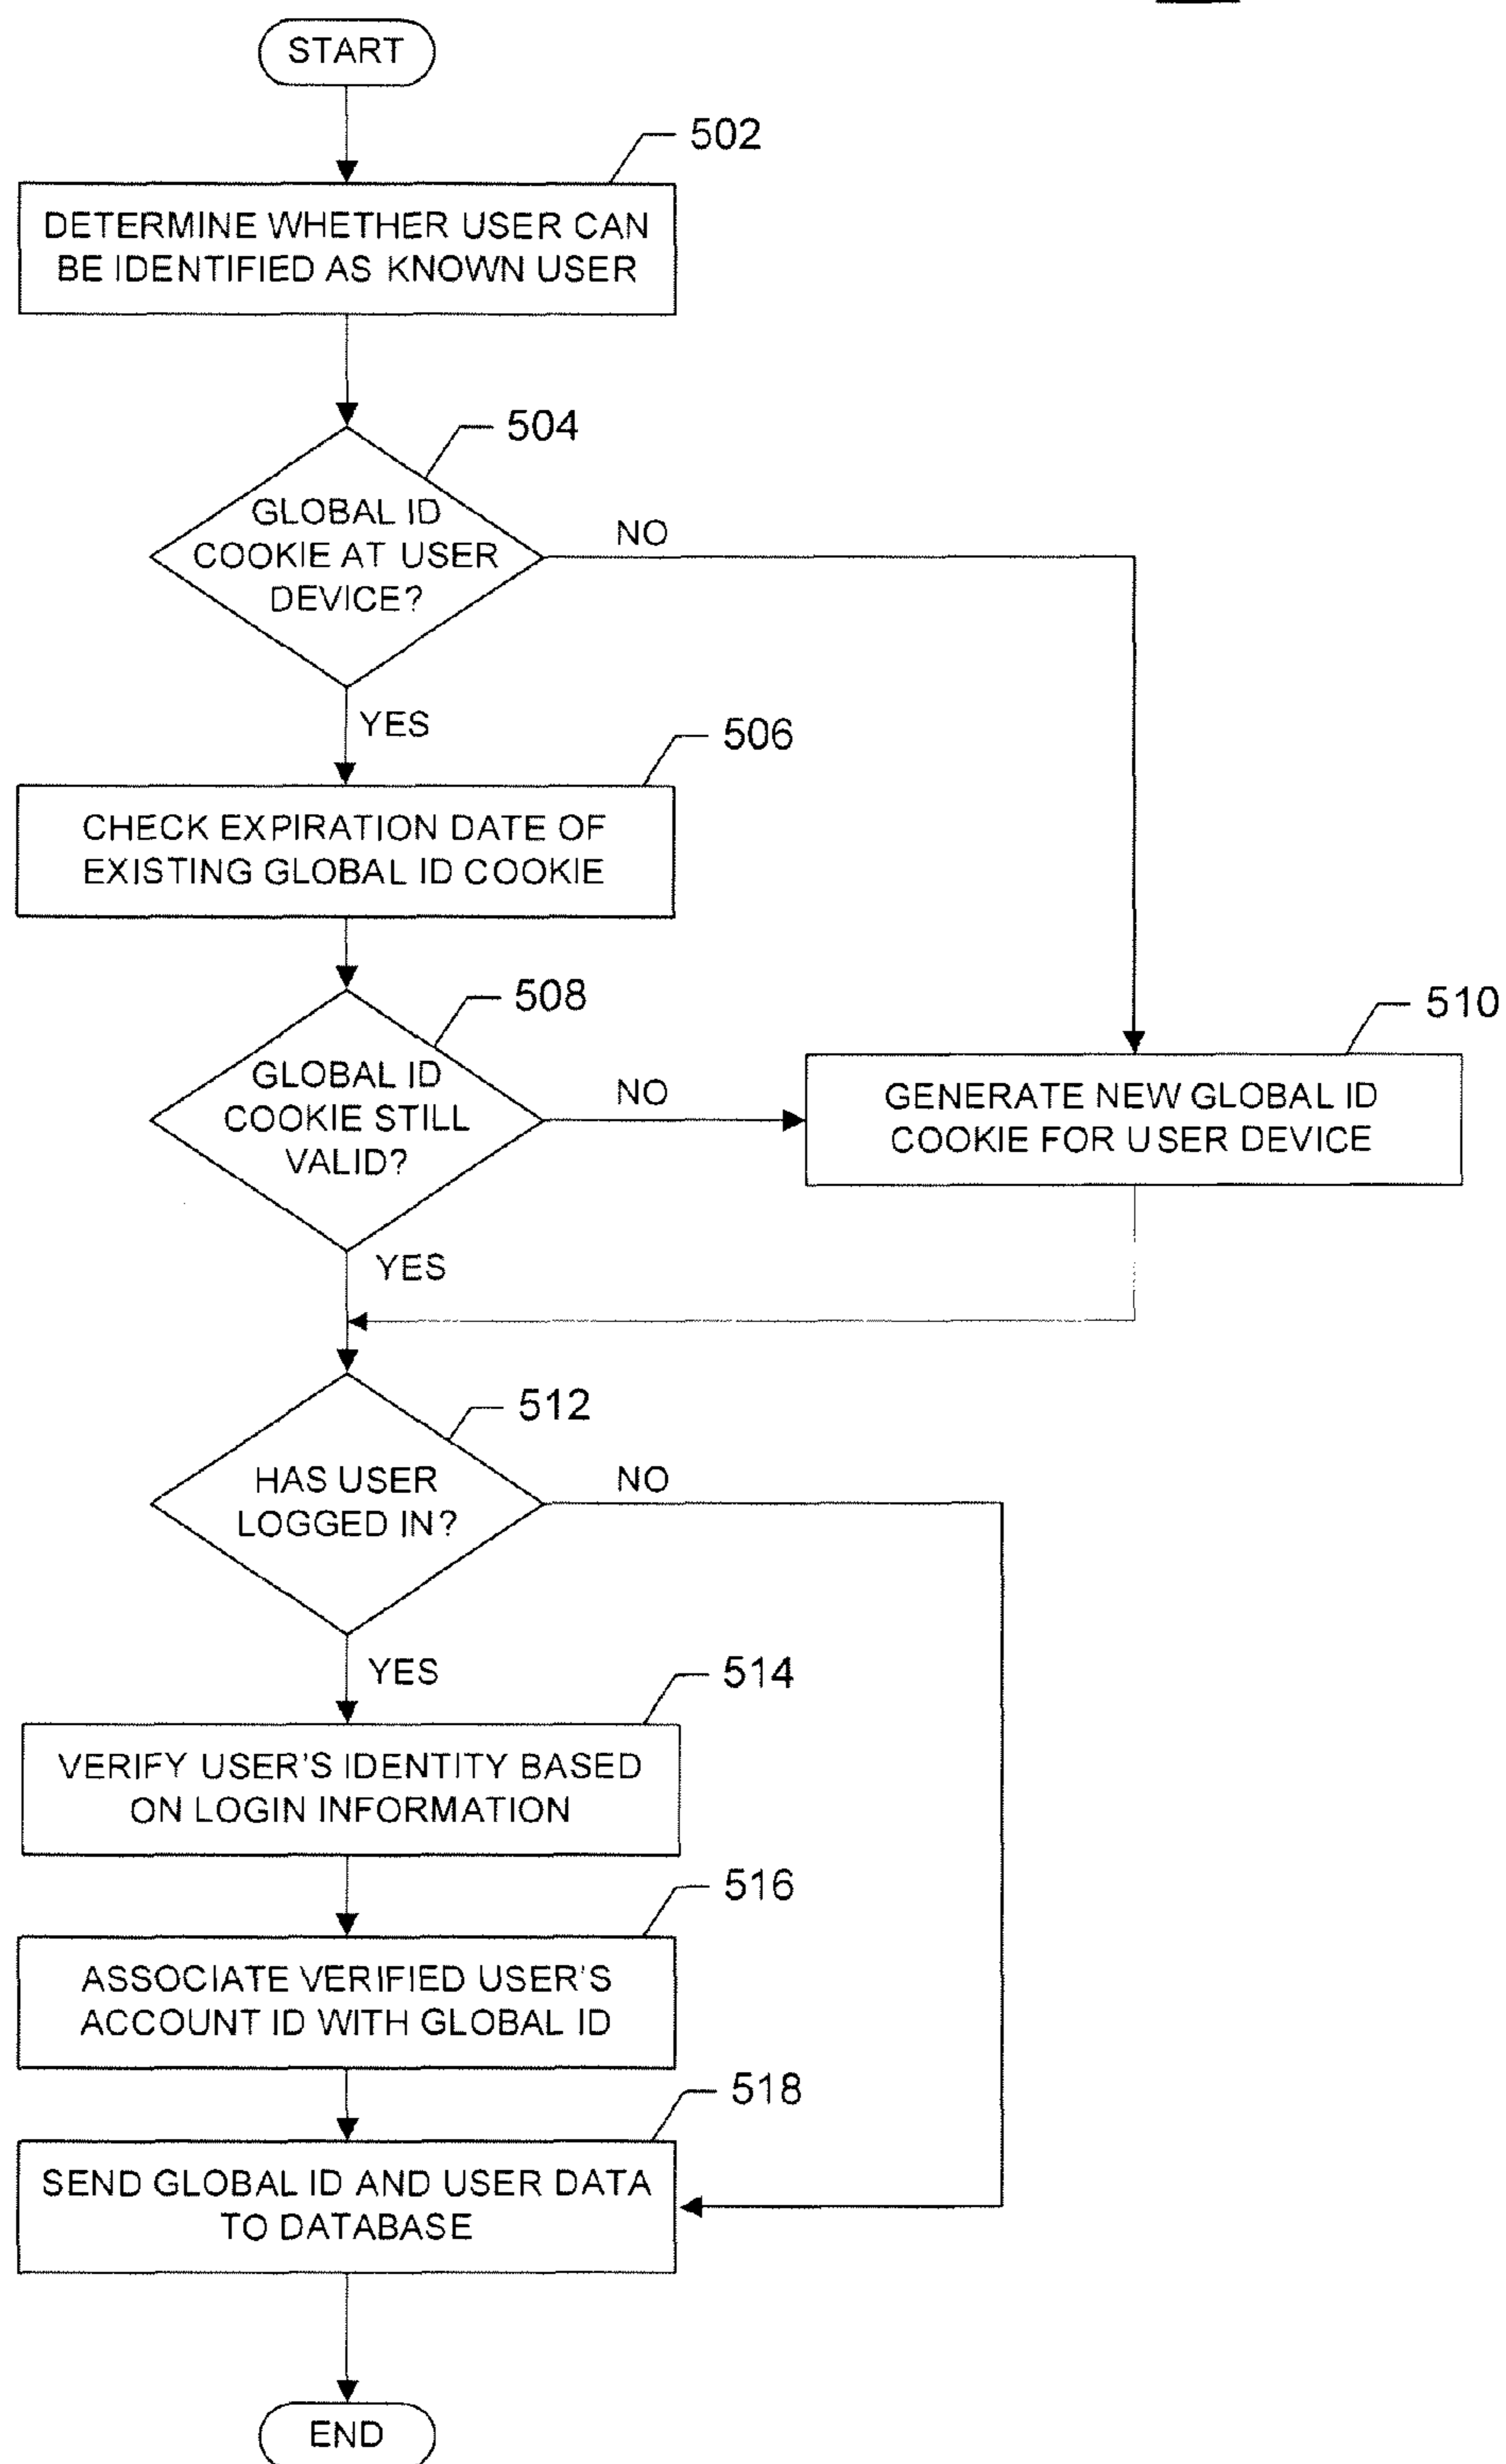 START
502
DETERMINE WHETHER USER CAN
BE IDENTIFIED AS KNOWN USER
504
GLOBAL ID
COOKIE AT USER
DEVICE?
NO
YES
506
CHECK EXPIRATION DATE OF
EXISTING GLOBAL ID COOKIE
508
GLOBAL ID
COOKIE STILL
VALID?
NO
510
GENERATE NEW GLOBAL ID
COOKIE FOR USER DEVICE
YES
512
HAS USER
LOGGED IN?
NO
YES
514
VERIFY USER'S IDENTITY BASED
ON LOGIN INFORMATION
516
ASSOCIATE VERIFIED USER'S
ACCOUNT ID WITH GLOBAL ID
518
SEND GLOBAL ID AND USER DATA
TO DATABASE
END